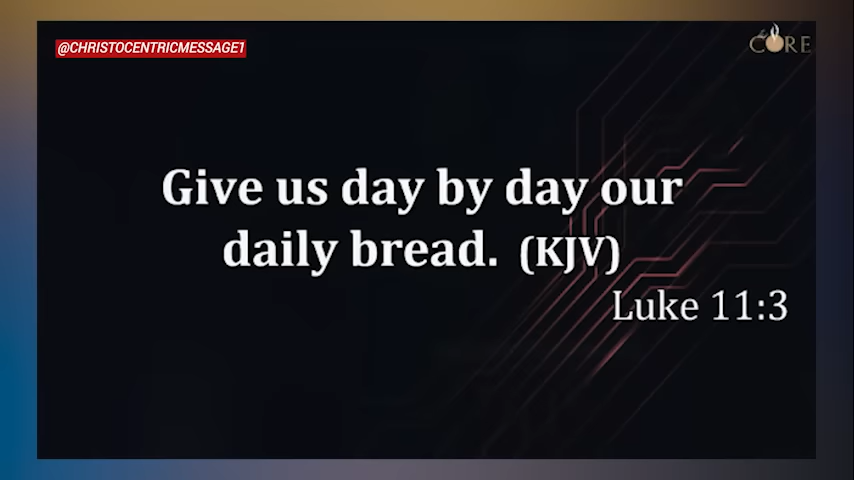 @CHRISTOCENTRICMESSAGE1
CORE
Give us day by day our
daily bread. (KJV)
Luke 11:3